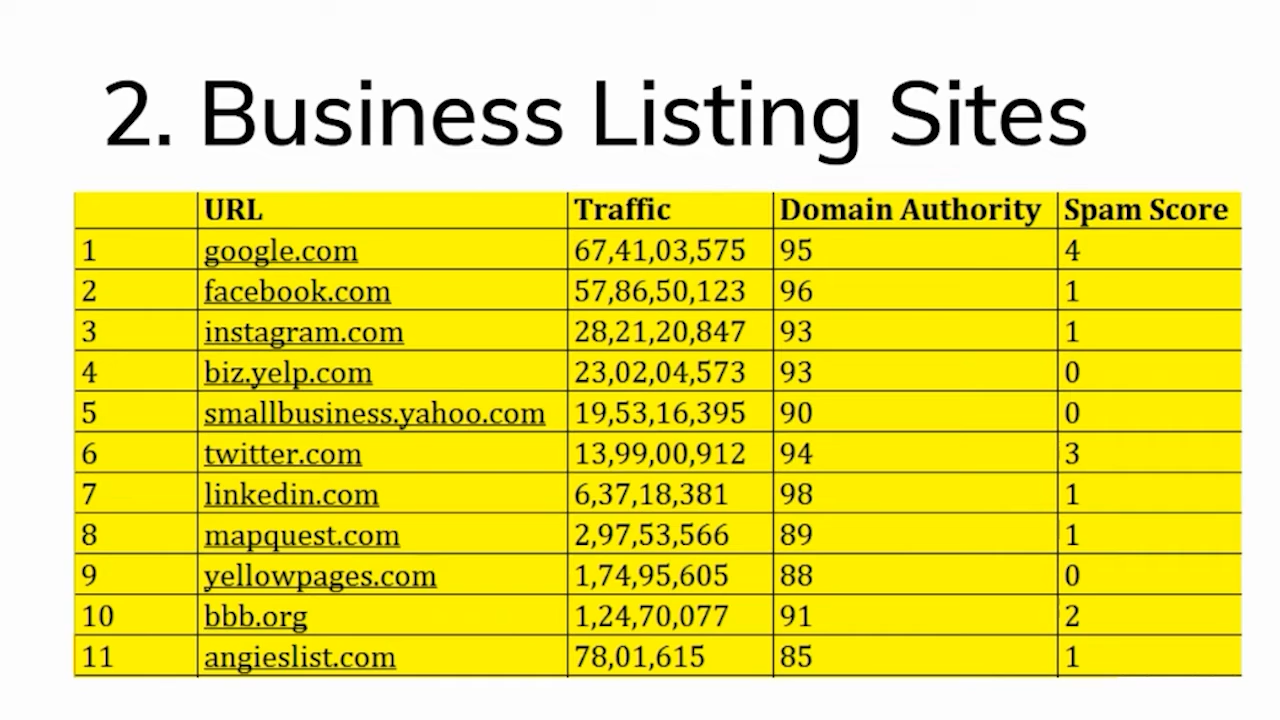 2. Business Listing Sites
URL Traffic Domain Authority Spam Score
1 google.com 67,41,03,575 95 4
2 facebook.com 57,86,50,123 96 1
3 instagram.com 28,21,20,847 93 1
4 biz.yelp.com 23,02,04,573 93 0
5 smallbusiness.yahoo.com 19,53,16,395 90 0
6 twitter.com 13,99,00,912 94 3
7 linkedin.com 6,37,18,381 98 1
8 mapquest.com 2,97,53,566 89 1
9 yellowpages.com 1,74,95,605 88 0
10 bbb.org 1,24,70,077 91 2
11 angieslist.com 78,01,615 85 1